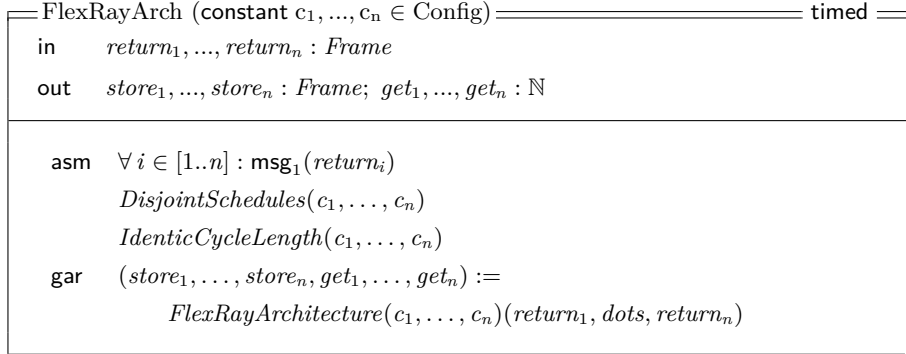 FlexRayArch (constant c₁, ..., cₙ ∈ Config) timed
in return₁, ..., returnₙ : Frame
out store₁, ..., storeₙ : Frame; get₁, ..., getₙ : ℕ
asm ∀ i ∈ [1..n] : msg₁(returnᵢ)
DisjointSchedules(c₁, . . . , cₙ)
IdenticCycleLength(c₁, . . . , cₙ)
gar (store₁, . . . , storeₙ, get₁, . . . , getₙ) :=
FlexRayArchitecture(c₁, . . . , cₙ)(return₁, dots, returnₙ)